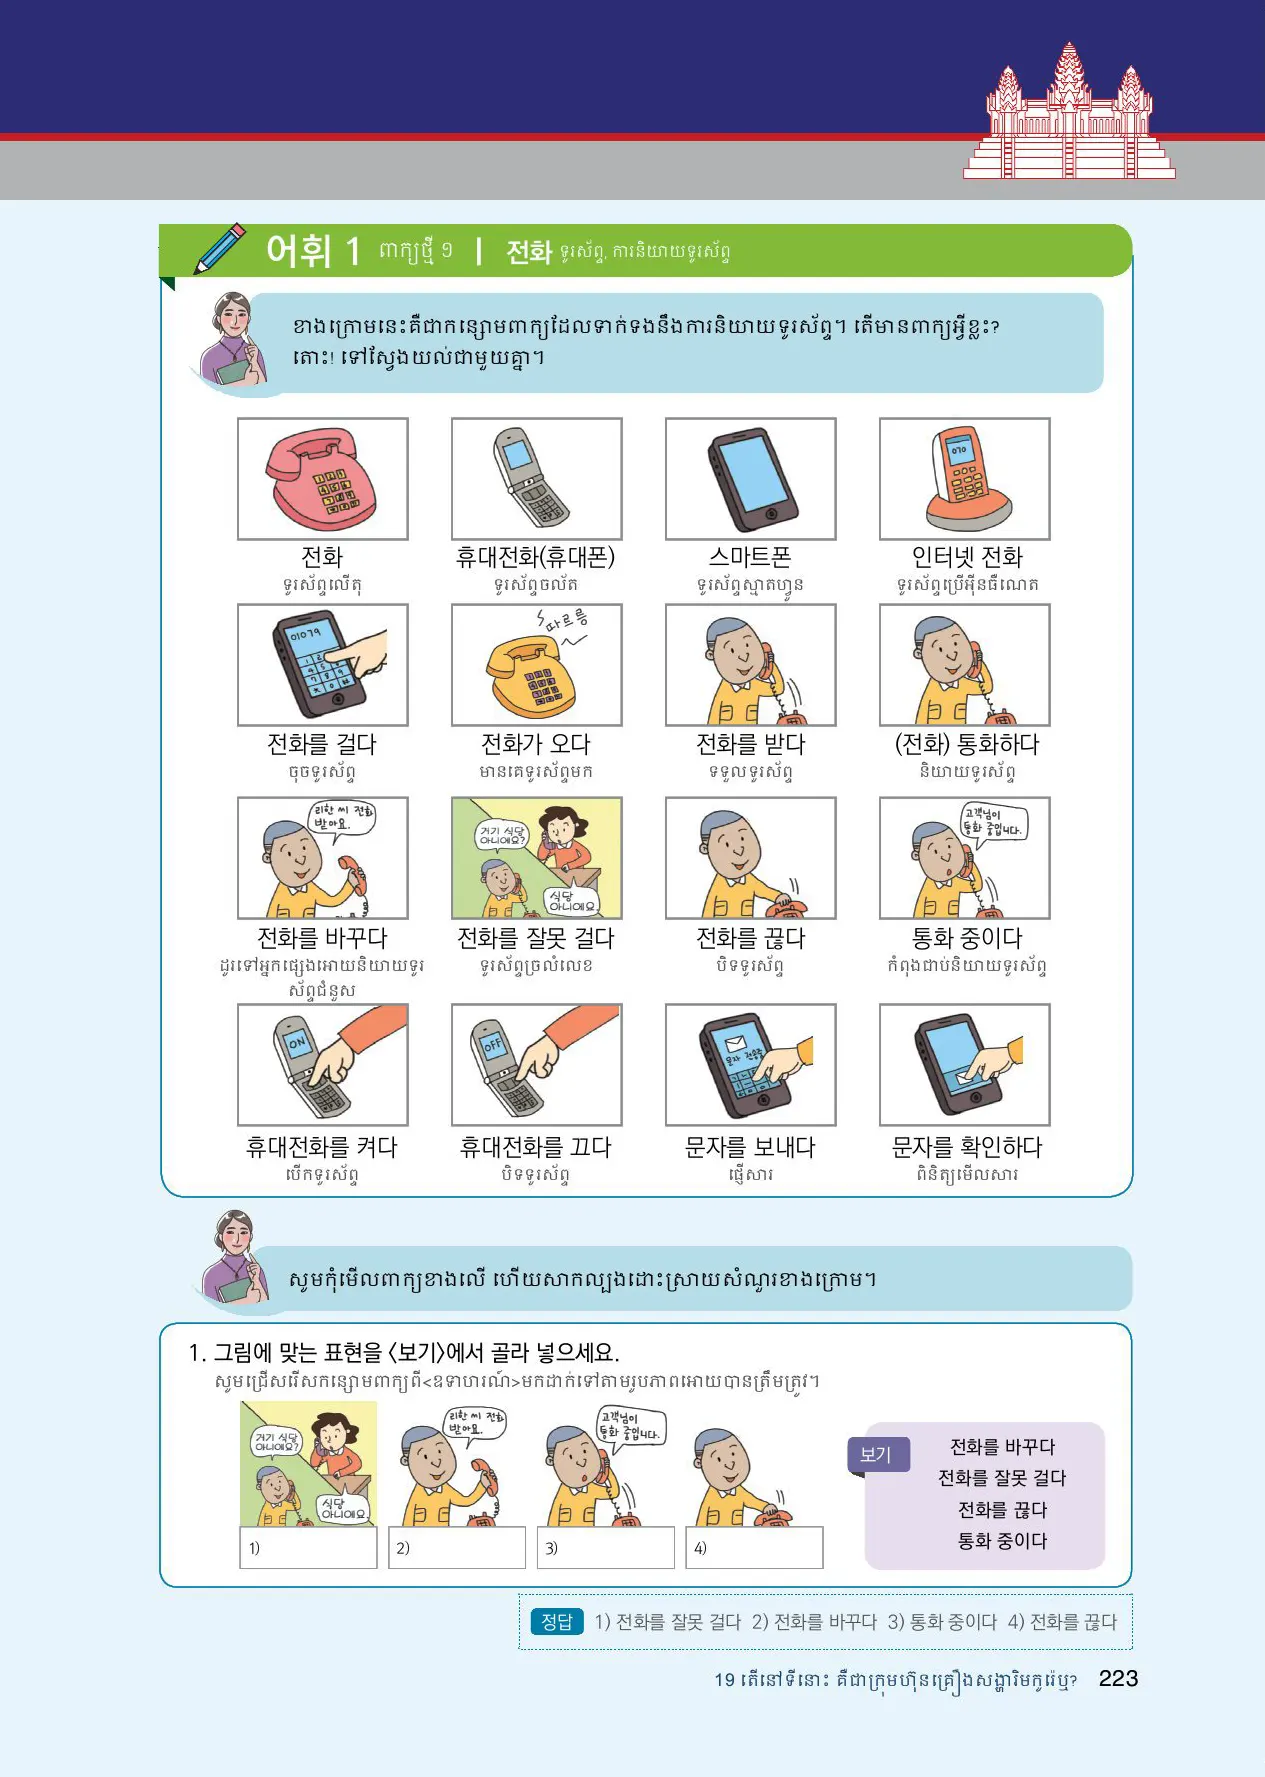 어휘 1 ពាក្យថ្មី ១ | 전화 ទូរស័ព្ទ, ការនិយាយទូរស័ព្ទ
ខាងក្រោមនេះគឺជាកន្សោមពាក្យដែលទាក់ទងនឹងការនិយាយទូរស័ព្ទ។ តើមានពាក្យអ្វីខ្លះ?
តោះ! ទៅស្វែងយល់ជាមួយគ្នា។
070
전화 휴대전화(휴대폰) 스마트폰 인터넷 전화
ទូរស័ព្ទលើតុ ទូរស័ព្ទចល័ត ទូរស័ព្ទស្មាតហ្វូន ទូរស័ព្ទប្រើអ៊ីនធឺណេត
01079
따르릉
전화를 걸다 전화가 오다 전화를 받다 (전화) 통화하다
ចុចទូរស័ព្ទ មានគេទូរស័ព្ទមក ទទួលទូរស័ព្ទ និយាយទូរស័ព្ទ
리한 씨 전화
받아요.
거기 식당
아니에요?
식당
아니에요.
고객님이
통화 중입니다.
전화를 바꾸다 전화를 잘못 걸다 전화를 끊다 통화 중이다
ដូរទៅអ្នកផ្សេងអោយនិយាយទូរ ទូរស័ព្ទច្រលំលេខ បិទទូរស័ព្ទ កំពុងជាប់និយាយទូរស័ព្ទ
ស័ព្ទជំនួស
ON
OFF
문자 전송중
휴대전화를 켜다 휴대전화를 끄다 문자를 보내다 문자를 확인하다
បើកទូរស័ព្ទ បិទទូរស័ព្ទ ផ្ញើសារ ពិនិត្យមើលសារ
សូមកុំមើលពាក្យខាងលើ ហើយសាកល្បងដោះស្រាយសំណួរខាងក្រោម។
1. 그림에 맞는 표현을 〈보기〉에서 골라 넣으세요.
សូមជ្រើសរើសកន្សោមពាក្យពី<ឧទាហរណ៍>មកដាក់ទៅតាមរូបភាពអោយបានត្រឹមត្រូវ។
거기 식당
아니에요?
식당
아니에요.
리한 씨 전화
받아요.
고객님이
통화 중입니다.
1) 2) 3) 4)
보기
전화를 바꾸다
전화를 잘못 걸다
전화를 끊다
통화 중이다
정답 1) 전화를 잘못 걸다 2) 전화를 바꾸다 3) 통화 중이다 4) 전화를 끊다
19 តើនៅទីនោះ គឺជាក្រុមហ៊ុនគ្រឿងសង្ហារិមកូរ៉េឬ? 223